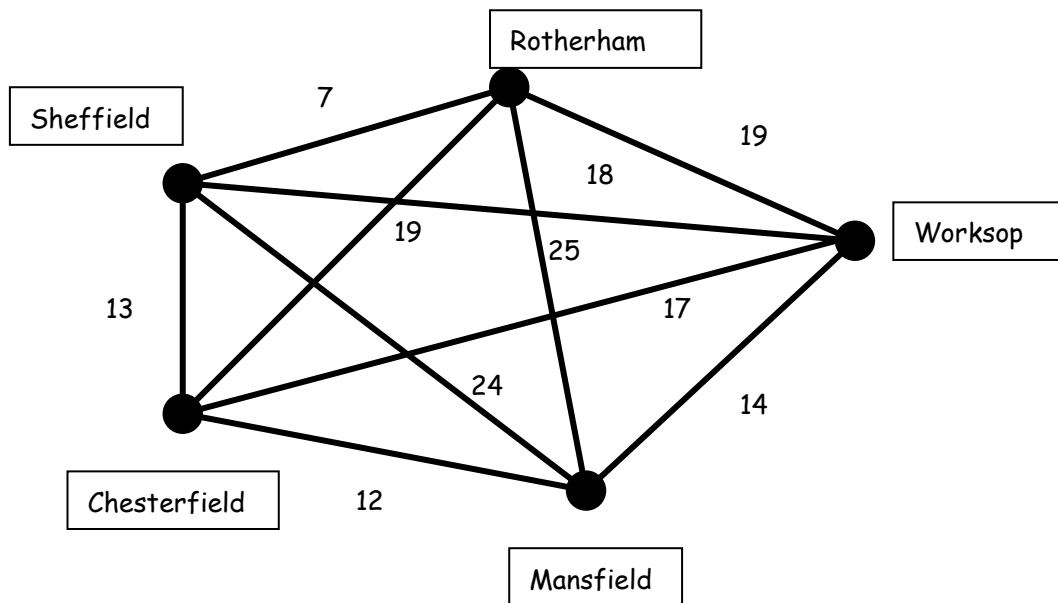 Rotherham
7
Sheffield
19
18
Worksop
19
25
13
17
24
14
Chesterfield
12
Mansfield